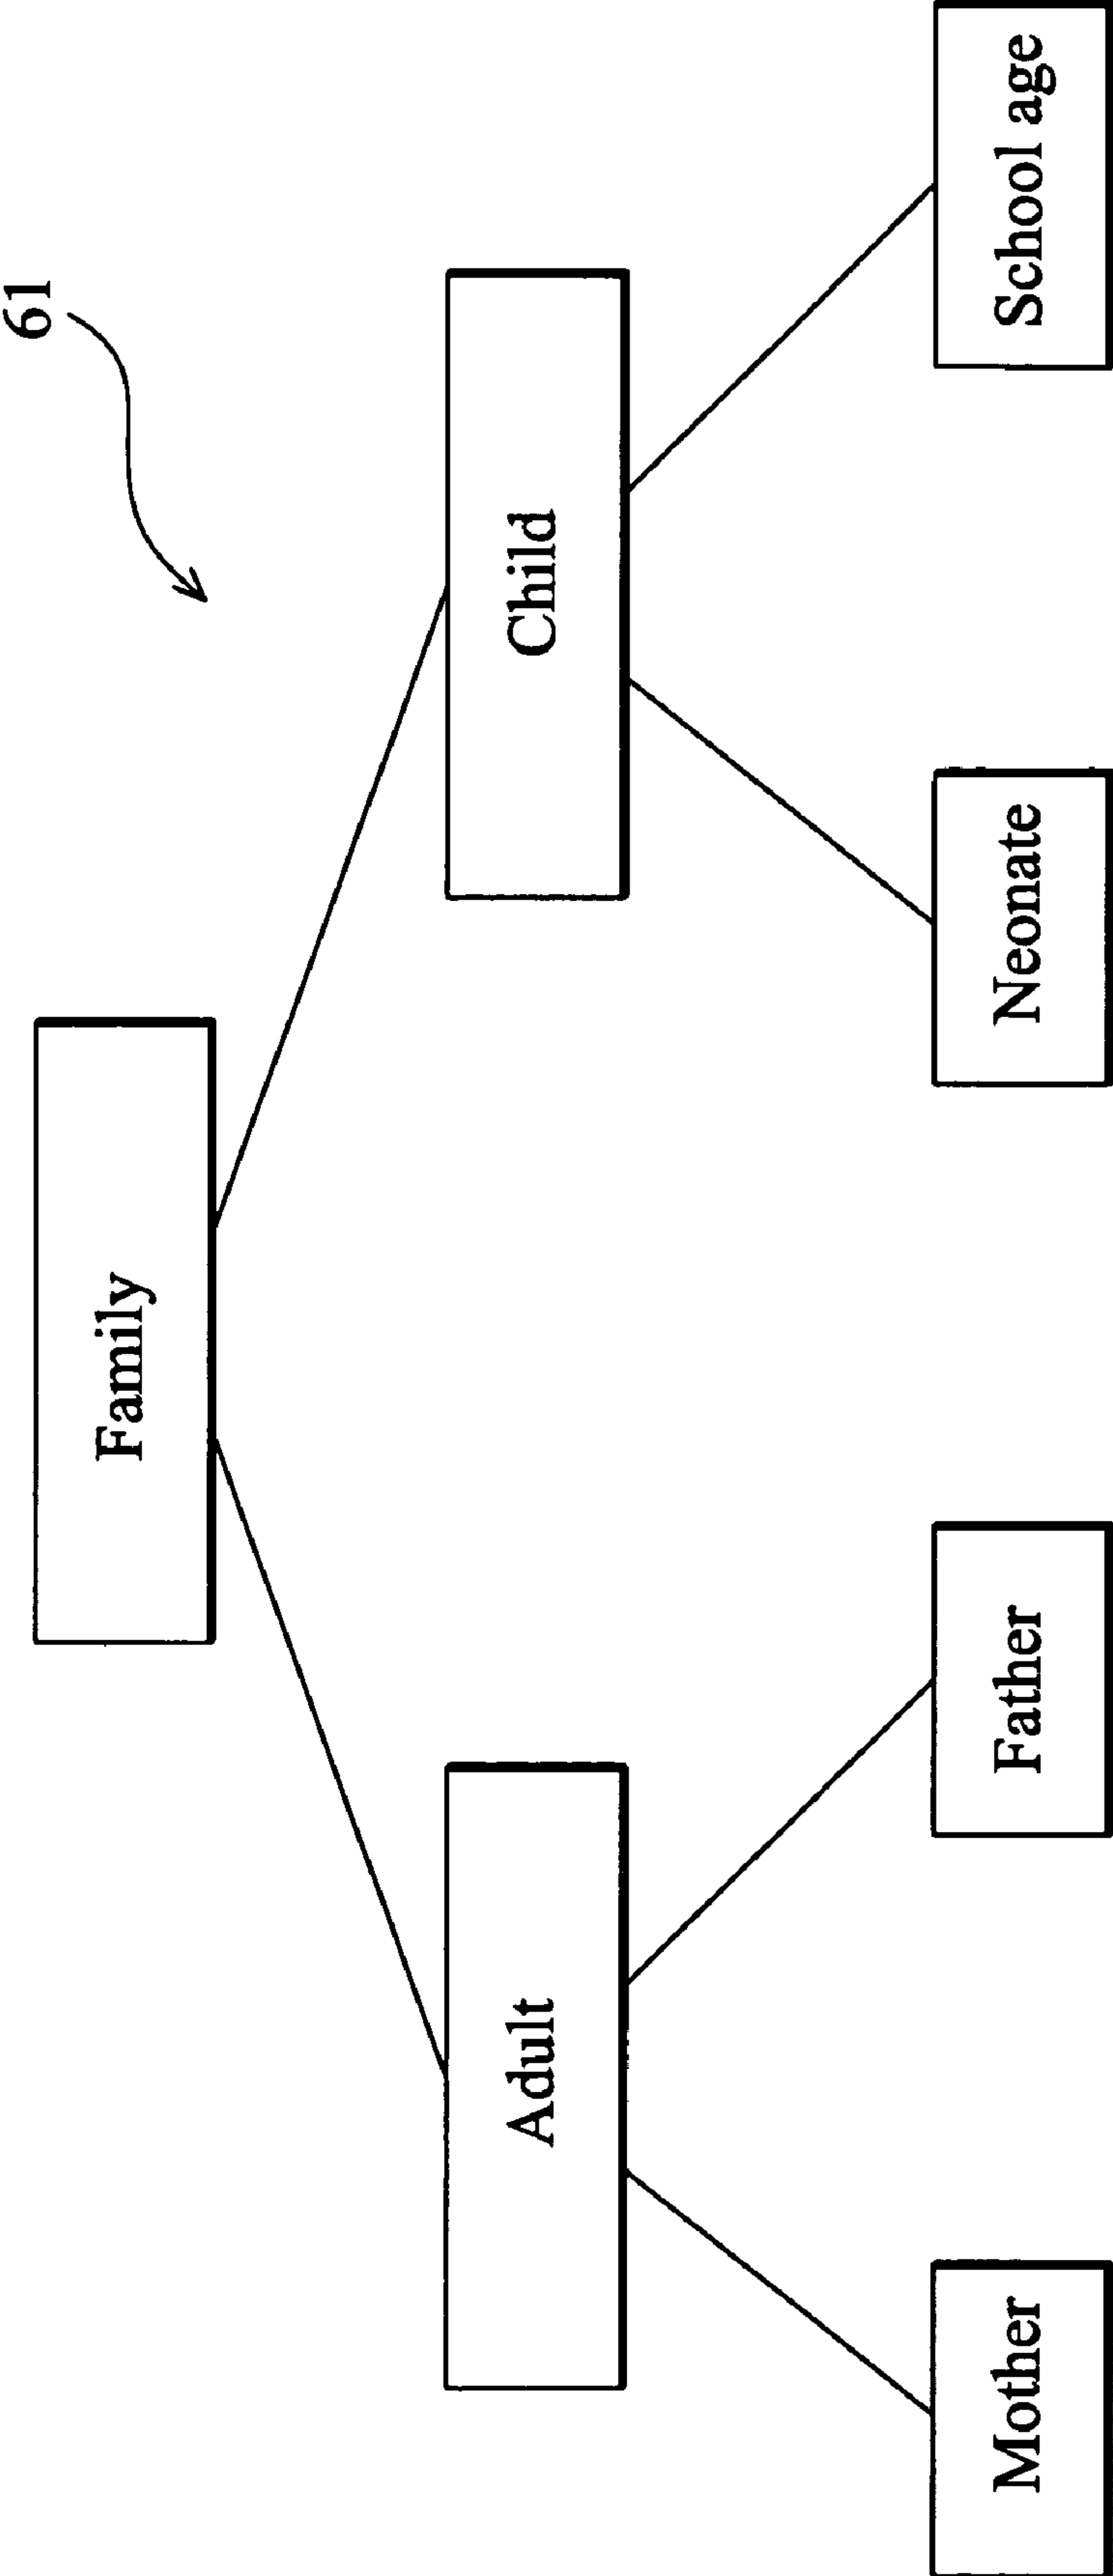 61
Family
Adult
Child
Mother
Father
Neonate
School age